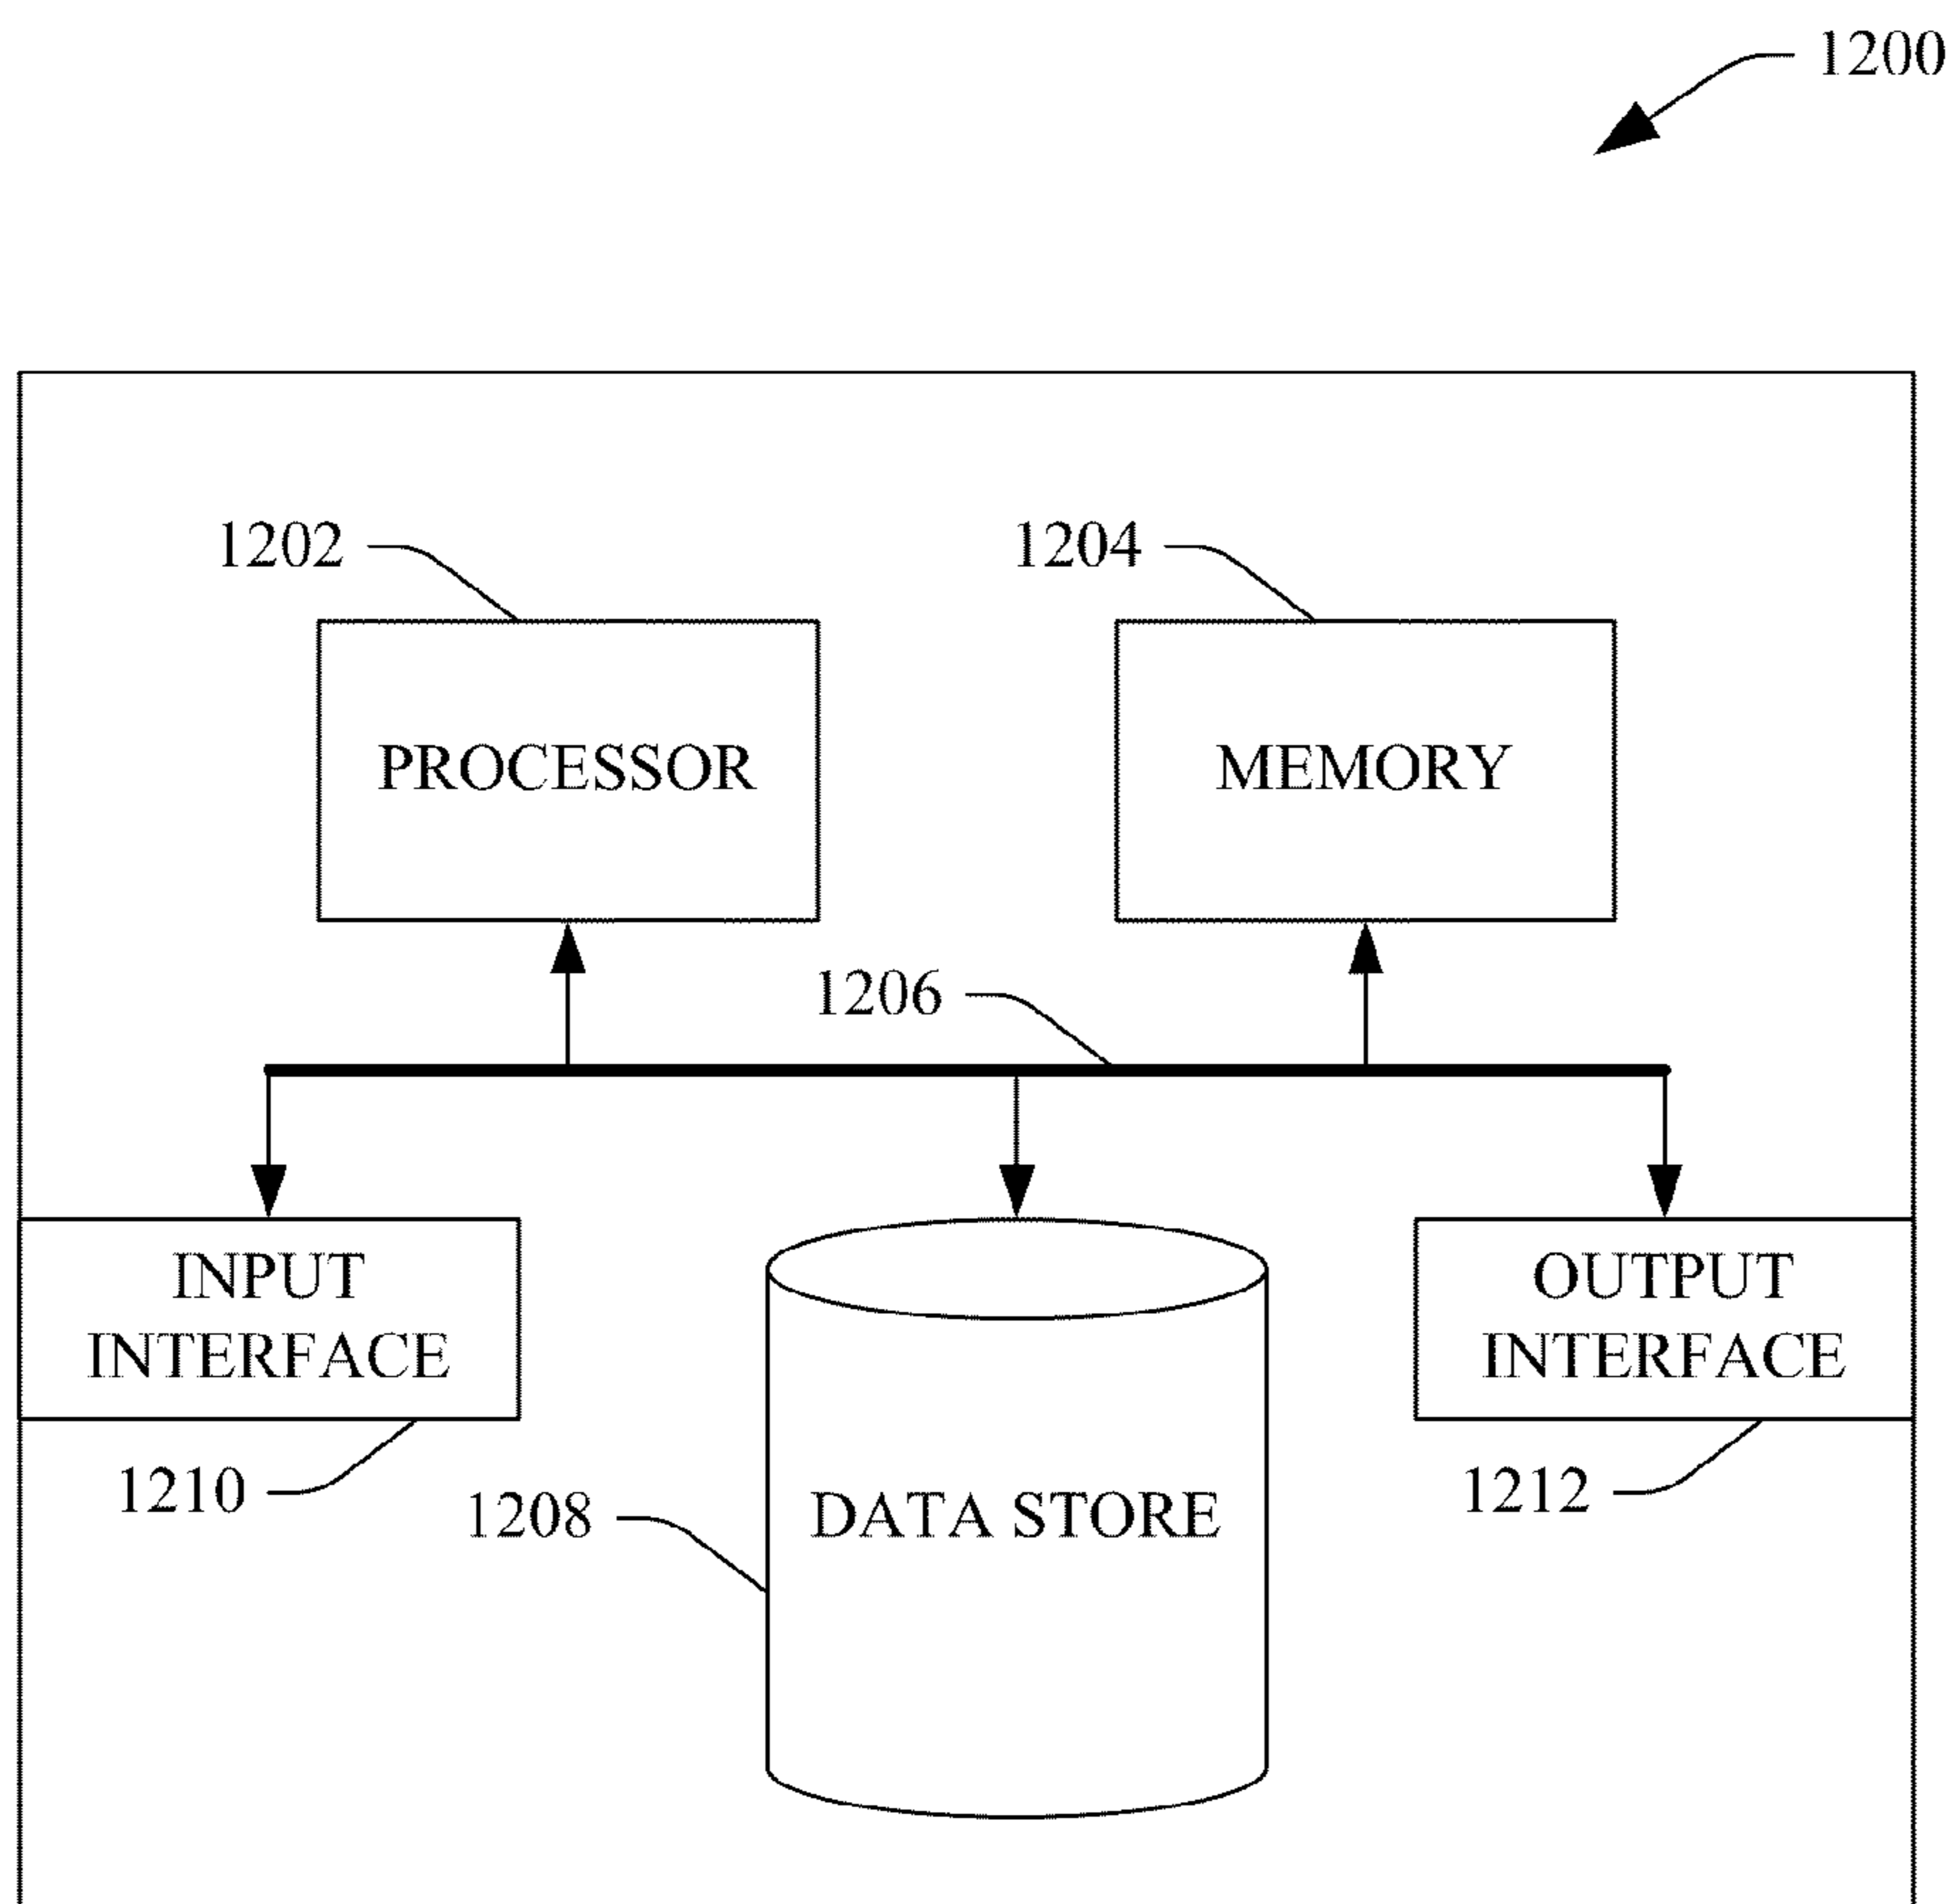 1200
1202
1204
PROCESSOR
MEMORY
1206
INPUT
INTERFACE
OUTPUT
INTERFACE
1210
1208
DATA STORE
1212